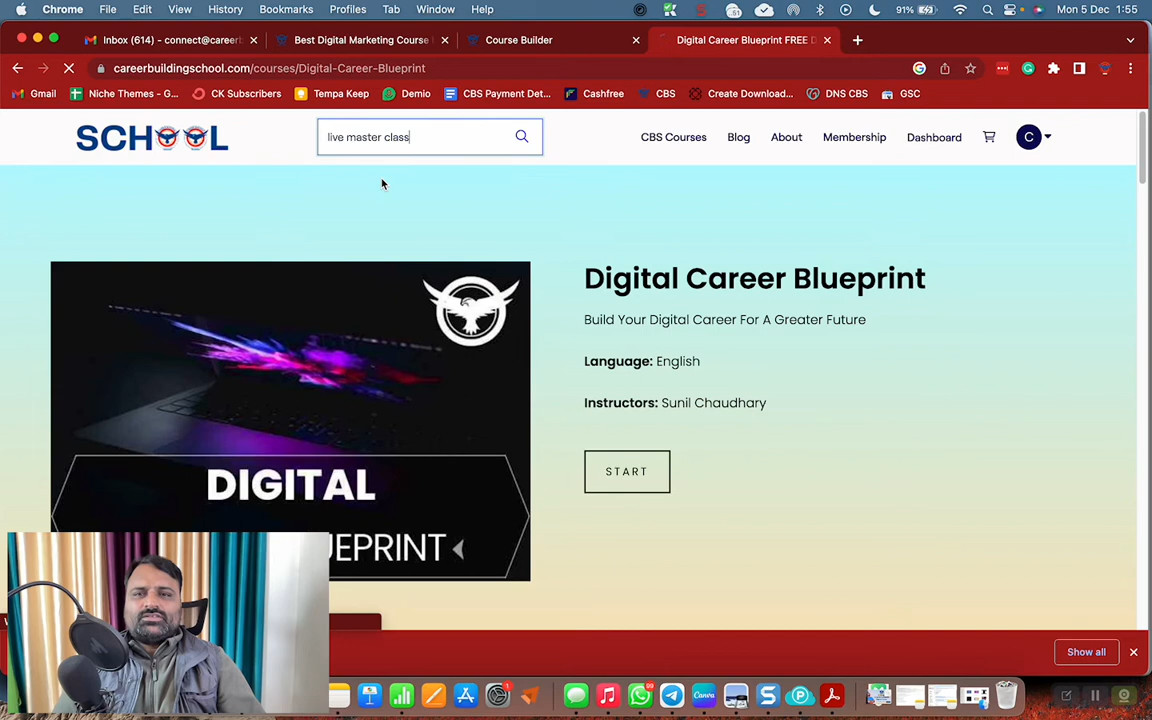 Chrome File Edit View History Bookmarks Profiles Tab Window Help 51 91% Mon 5 Dec 1:55
Inbox (614) - connect@careerb Best Digital Marketing Course Course Builder Digital Career Blueprint FREE D
careerbuildingschool.com/courses/Digital-Career-Blueprint
Gmail Niche Themes - G... CK Subscribers Tempa Keep Demio CBS Payment Det... Cashfree CBS Create Download... DNS CBS GSC
SCHOOL live master class CBS Courses Blog About Membership Dashboard C
Digital Career Blueprint
Build Your Digital Career For A Greater Future
Language: English
Instructors: Sunil Chaudhary
START
DIGITAL
UEPRINT
Show all